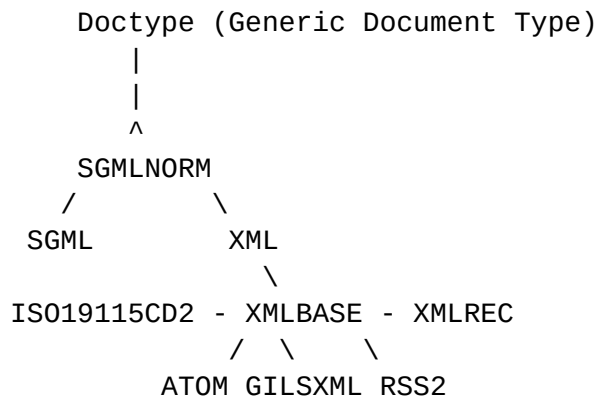 Doctype (Generic Document Type)
|
|
^
SGMLNORM
/ \
SGML XML
\
ISO19115CD2 - XMLBASE - XMLREC
/ \ \
ATOM GILSXML RSS2